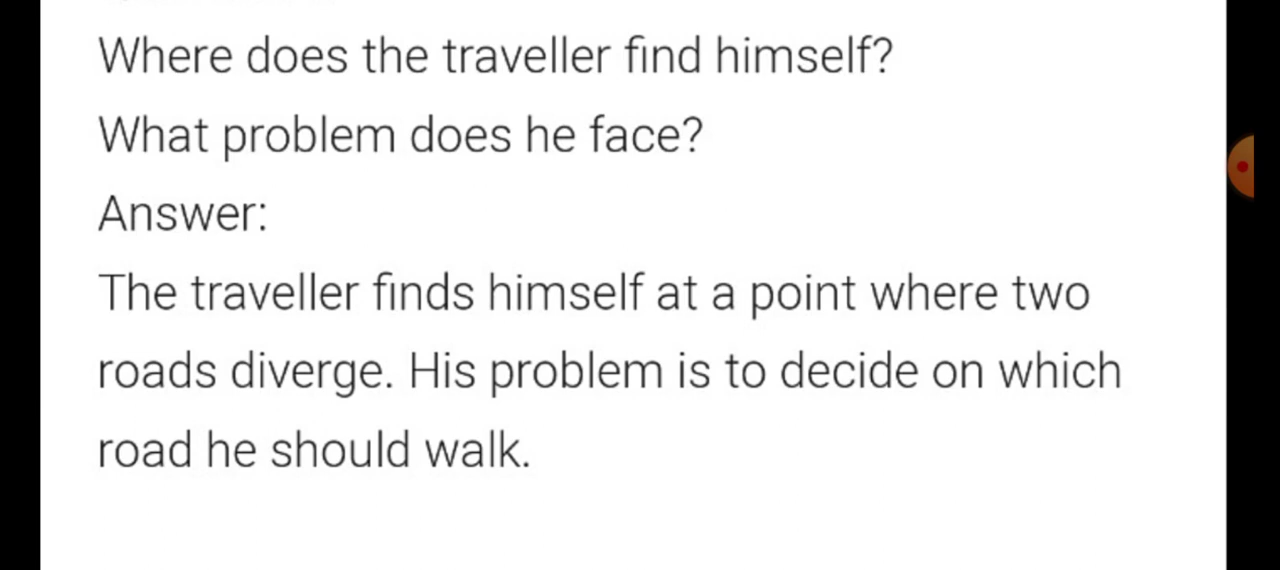 Where does the traveller find himself?
What problem does he face?
Answer:
The traveller finds himself at a point where two
roads diverge. His problem is to decide on which
road he should walk.